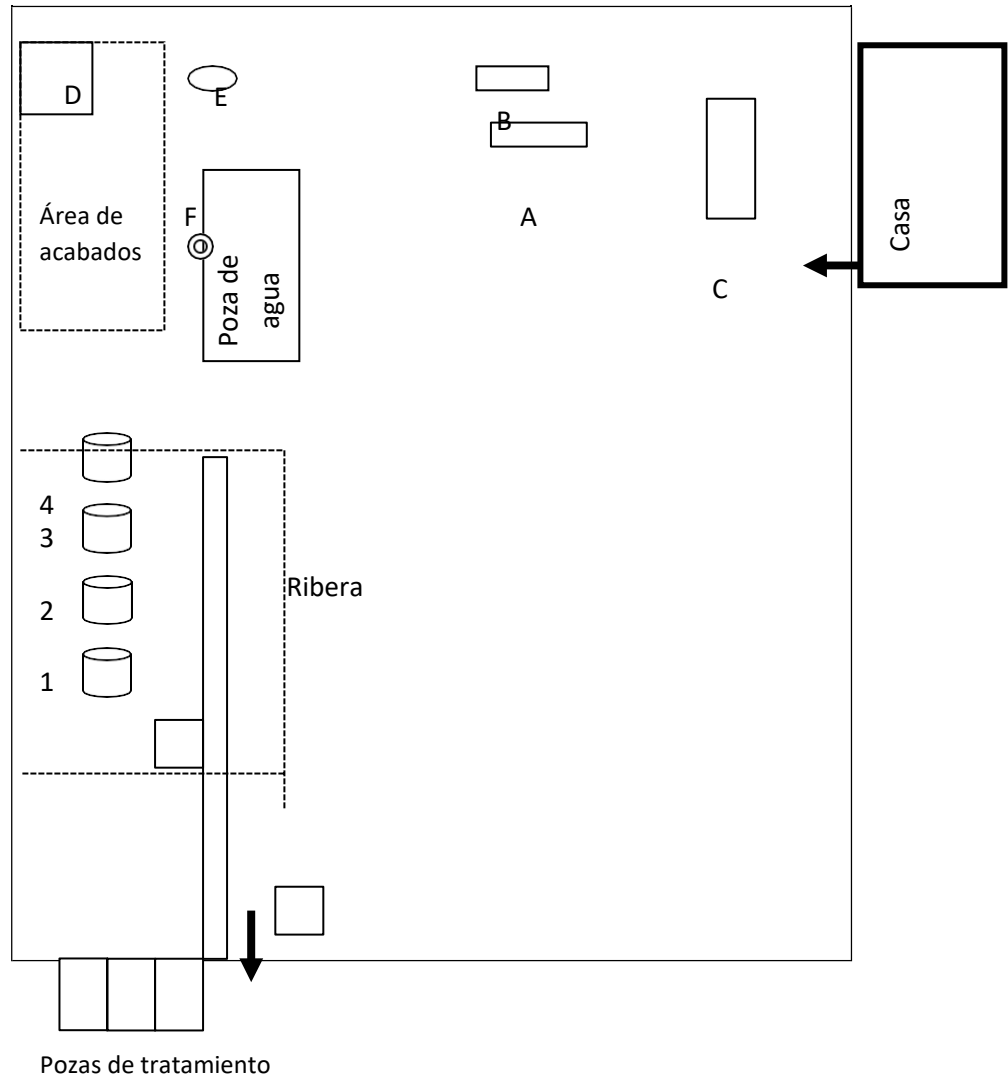 D
E
B
Área de
acabados
F
A
Poza de
agua
C
Casa
4
3
2
1
Ribera
Pozas de tratamiento